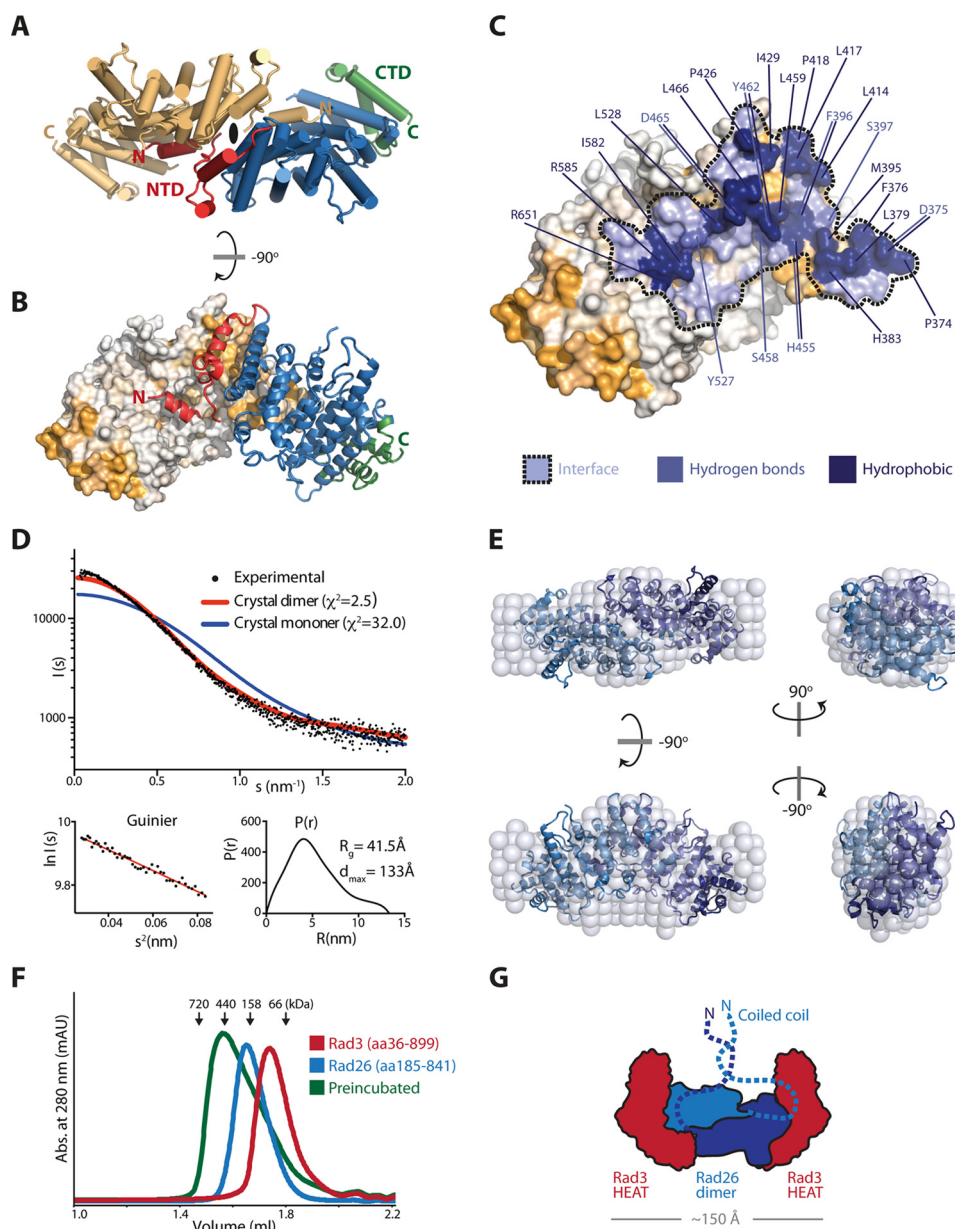 A
CTD
C
N
N
C
NTD
-90°
B
N
C
C
I429
L417
P426
P418
L459
Y462
L466
L414
F396
D465
L528
S397
I582
R585
M395
F376
R651
L379
D375
P374
H383
H455
S458
Y527
Interface
Hydrogen bonds
Hydrophobic
D
Experimental
Crystal dimer (χ²=2.5)
Crystal mononer (χ²=32.0)
10000
I(s)
1000
0.0 0.5 1.0 1.5 2.0
s (nm⁻¹)
Guinier
10
ln I (s)
9.8
0.04 0.06 0.08
s²(nm)
P(r)
P(r)
600
400
200
0
Rg= 41.5Å
dmax= 133Å
0 5 10 15
R(nm)
E
90°
-90°
-90°
F
720 440 158 66 (kDa)
Rad3 (aa36-899)
Rad26 (aa185-841)
Preincubated
Abs. at 280 nm (mAU)
1.0 1.4 1.8 2.2
Volume (ml)
G
N N
Coiled coil
Rad3 HEAT
Rad26 dimer
Rad3 HEAT
~150 Å